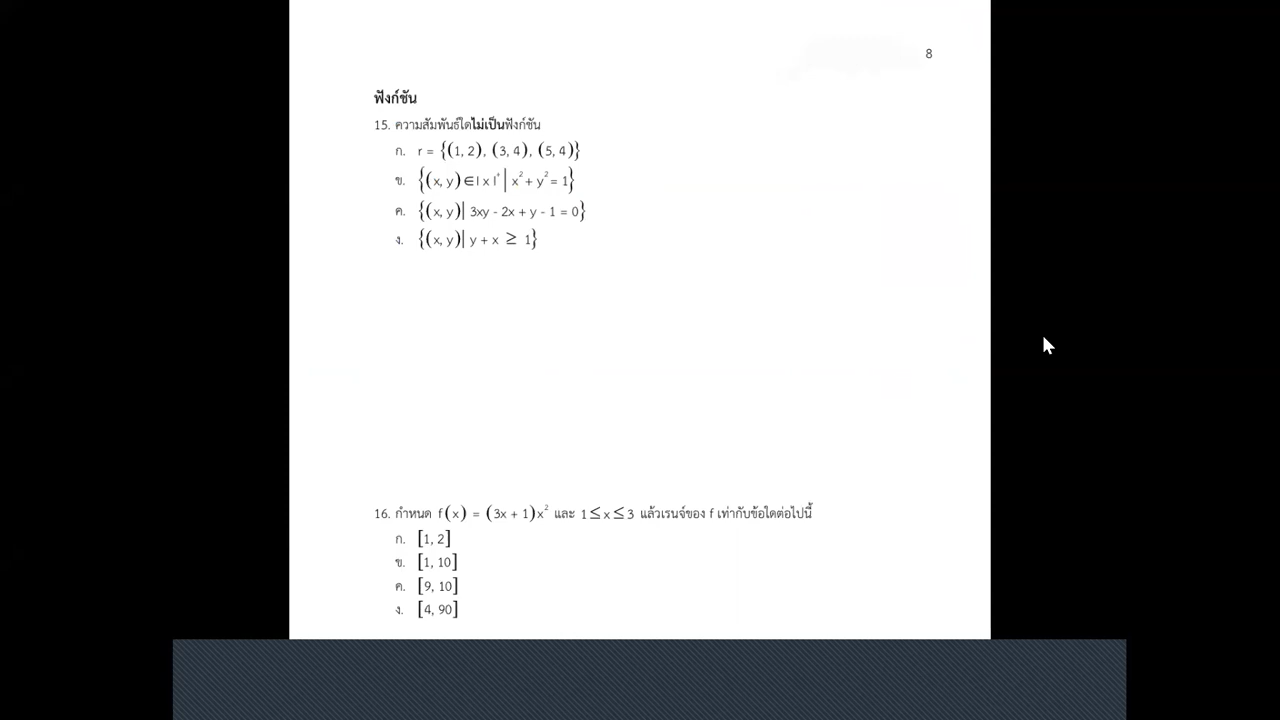 8
ฟังก์ชัน
15. ความสัมพันธ์ใดไม่เป็นฟังก์ชัน
ก. r = {(1, 2), (3, 4), (5, 4)}
ข. {(x, y) ∈ I x I⁺ | x² + y² = 1}
ค. {(x, y) | 3xy - 2x + y - 1 = 0}
ง. {(x, y) | y + x ≥ 1}
16. กำหนด f(x) = (3x + 1)x² และ 1 ≤ x ≤ 3 แล้วเรนจ์ของ f เท่ากับข้อใดต่อไปนี้
ก. [1, 2]
ข. [1, 10]
ค. [9, 10]
ง. [4, 90]